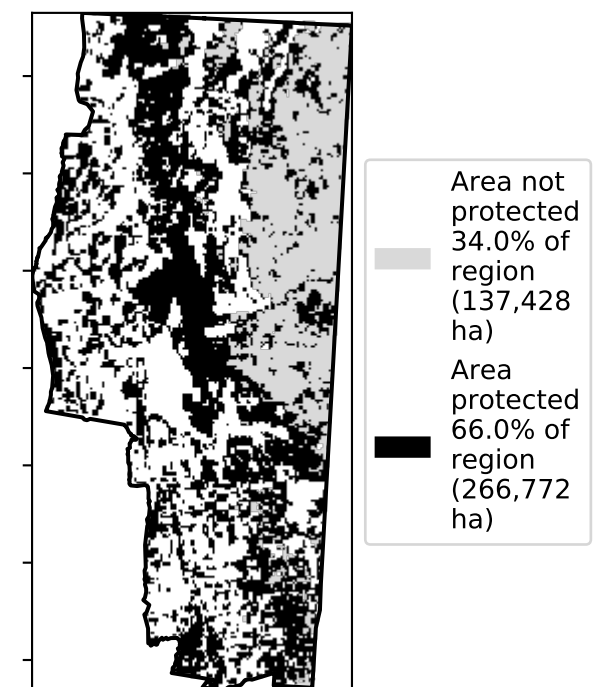 Area not
protected
34.0% of
region
(137,428
ha)
Area
protected
66.0% of
region
(266,772
ha)